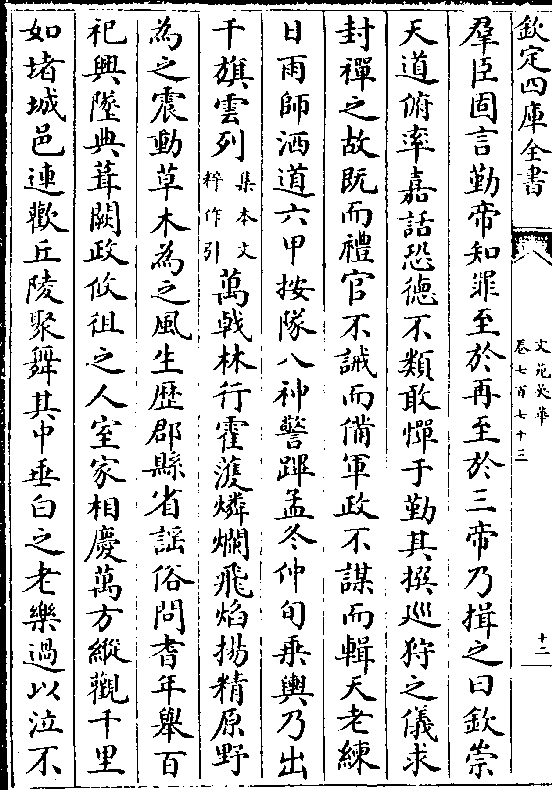 欽定四庫全書
文苑英華
卷七百七十三
十二
羣臣固言勤帝知罪至於再至於三帝乃揖之曰欽崇
天道俯率嘉話恐德不類敢憚于勤其撰巡狩之儀求
封禪之故既而禮官不誡而備軍政不謀而輯天老練
日雨師洒道六甲按隊八神警蹕孟冬仲旬乗輿乃出
千旗雲列集本文粹作引萬戟林行霍濩燐爛飛焰揚精原野
為之震動草木為之風生歴郡縣省謡俗問耆年舉百
祀興墜典葺闕政攸徂之人室家相慶萬方縱觀千里
如堵城邑連歡丘陵聚舞其中垂白之老樂過以泣不